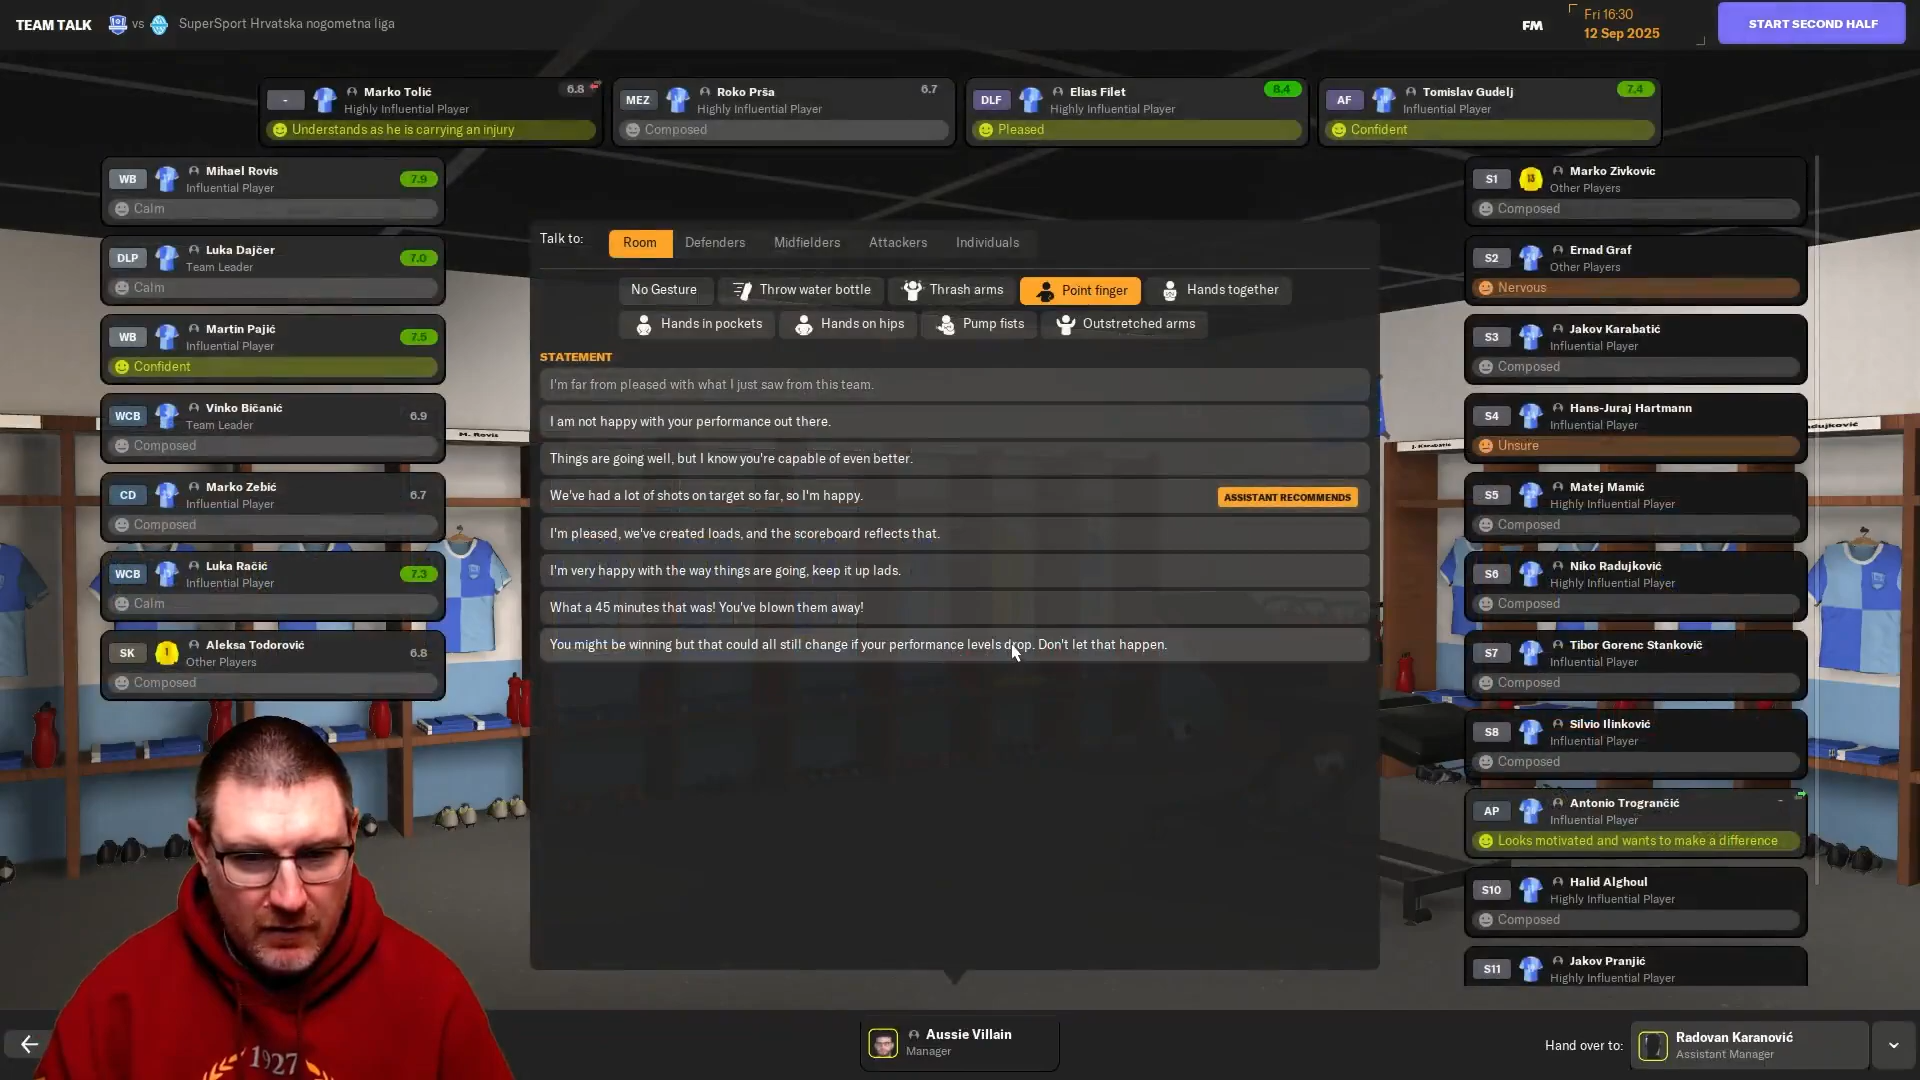 TEAM TALK vs SuperSport Hrvatska nogometna liga
FM
Fri 16:30
12 Sep 2025
START SECOND HALF
- Marko Tolić 6.8
Highly Influential Player
Understands as he is carrying an injury
MEZ Roko Prša 6.7
Highly Influential Player
Composed
DLF Elias Filet 8.4
Highly Influential Player
Pleased
AF Tomislav Gudelj 7.4
Influential Player
Confident
WB Mihael Rovis 7.9
Influential Player
Calm
DLP Luka Dajčer 7.0
Team Leader
Calm
WB Martin Pajić 7.5
Influential Player
Confident
WCB Vinko Bičanić 6.9
Team Leader
Composed
CD Marko Zebić 6.7
Influential Player
Composed
WCB Luka Račić 7.3
Influential Player
Calm
SK 1 Aleksa Todorović 6.8
Other Players
Composed
Talk to: Room Defenders Midfielders Attackers Individuals
No Gesture Throw water bottle Thrash arms Point finger Hands together
Hands in pockets Hands on hips Pump fists Outstretched arms
STATEMENT
I'm far from pleased with what I just saw from this team.
I am not happy with your performance out there.
Things are going well, but I know you're capable of even better.
We've had a lot of shots on target so far, so I'm happy. ASSISTANT RECOMMENDS
I'm pleased, we've created loads, and the scoreboard reflects that.
I'm very happy with the way things are going, keep it up lads.
What a 45 minutes that was! You've blown them away!
You might be winning but that could all still change if your performance levels drop. Don't let that happen.
S1 13 Marko Zivkovic
Other Players
Composed
S2 Ernad Graf
Other Players
Nervous
S3 Jakov Karabatić
Influential Player
Composed
S4 Hans-Juraj Hartmann
Influential Player
Unsure
S5 Matej Mamić
Highly Influential Player
Composed
S6 Niko Radujković
Highly Influential Player
Composed
S7 Tibor Gorenc Stanković
Influential Player
Composed
S8 Silvio Ilinković
Influential Player
Composed
AP Antonio Trogrančić -
Influential Player
Looks motivated and wants to make a difference
S10 Halid Alghoul
Highly Influential Player
Composed
S11 Jakov Pranjić
Highly Influential Player
M. Rovis
J. Karabatić
1927
Aussie Villain
Manager
Hand over to: Radovan Karanović
Assistant Manager